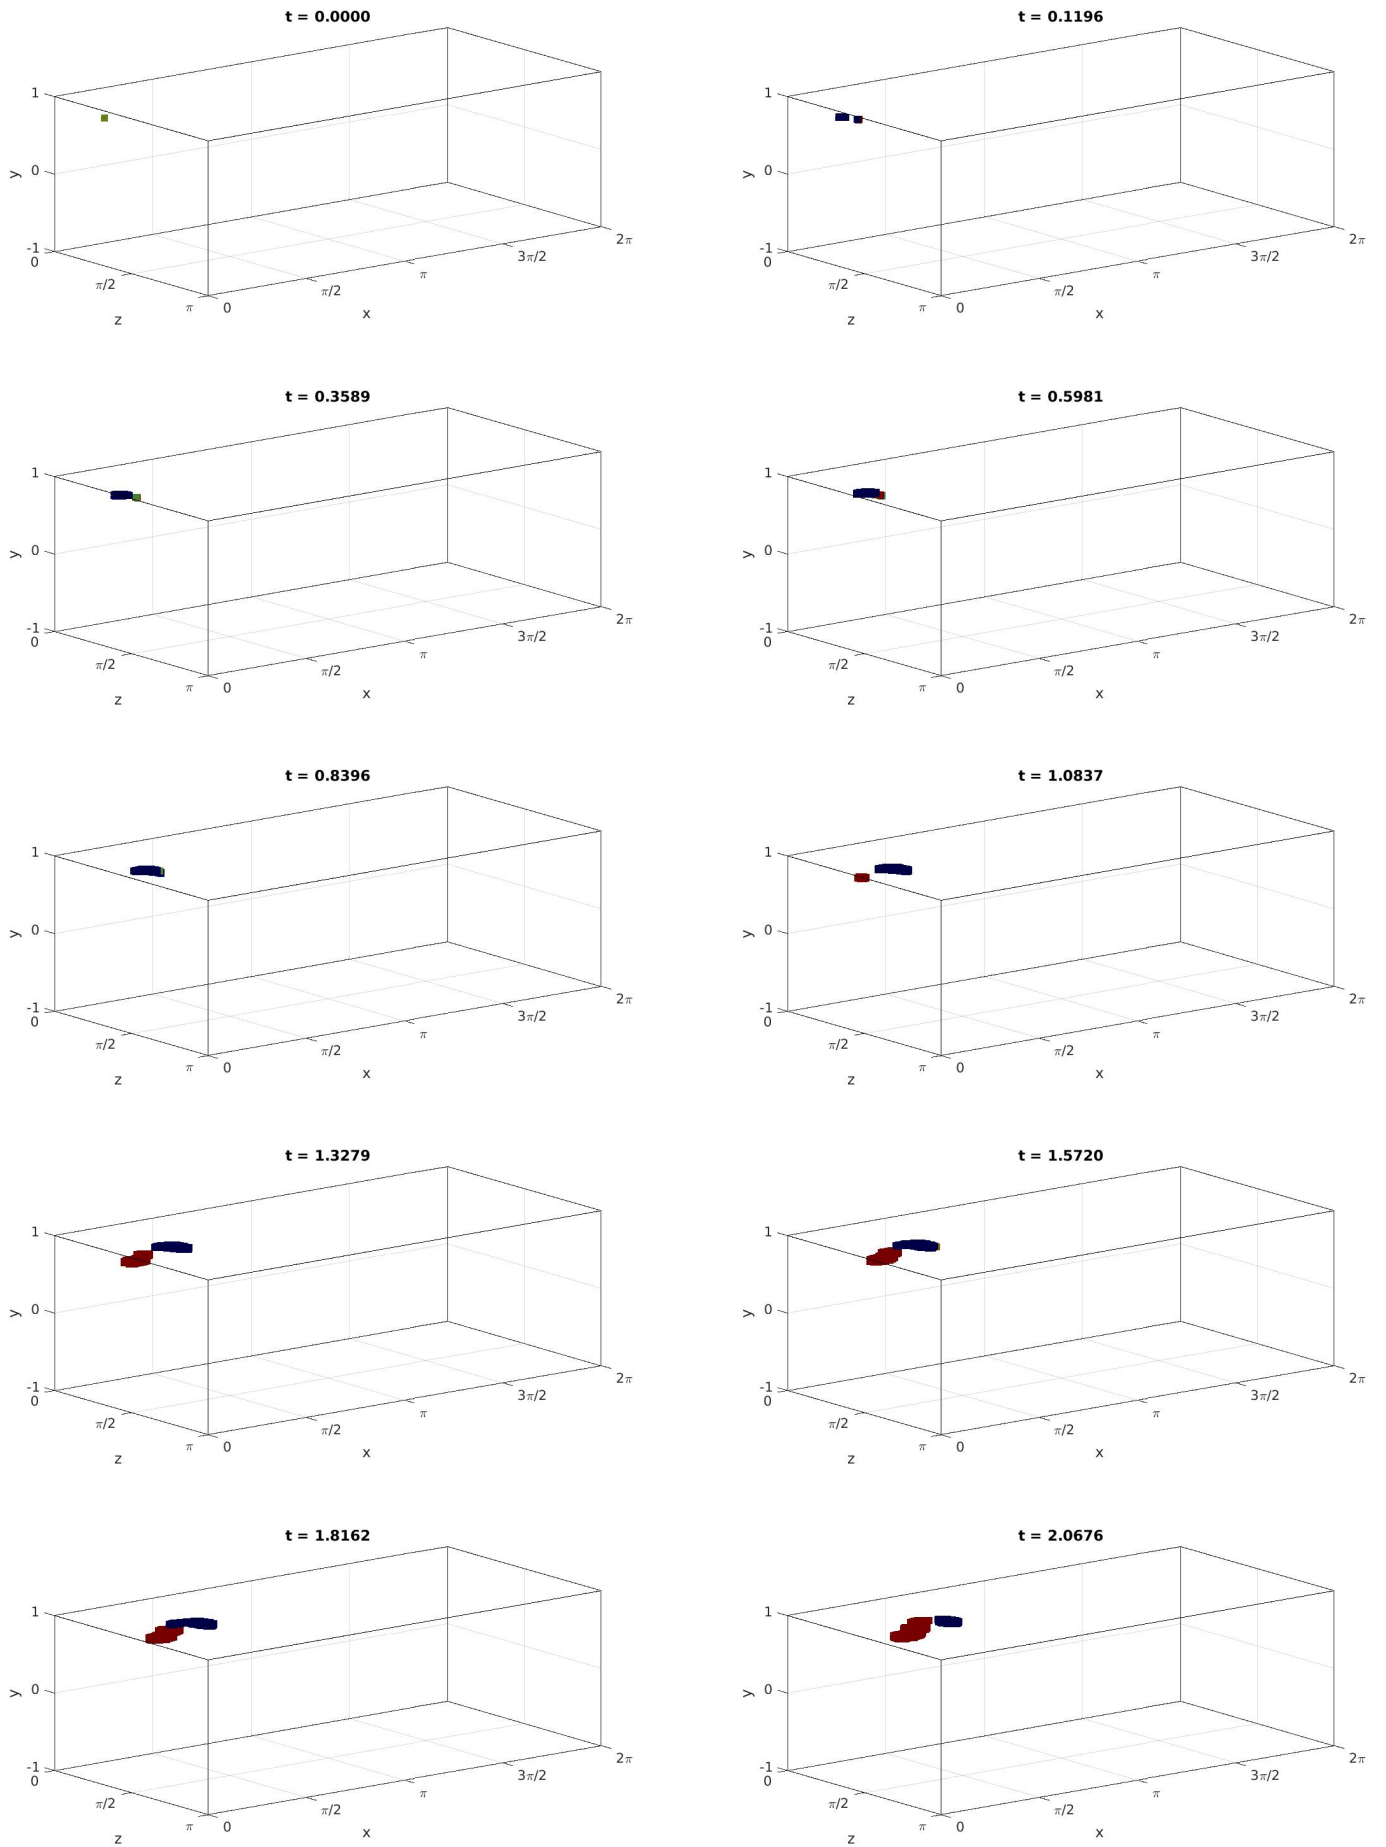 t = 0.0000
1
0
-1
y
0
π/2
π
z
0
π/2
π
3π/2
2π
x
t = 0.1196
1
0
-1
y
0
π/2
π
z
0
π/2
π
3π/2
2π
x
t = 0.3589
1
0
-1
y
0
π/2
π
z
0
π/2
π
3π/2
2π
x
t = 0.5981
1
0
-1
y
0
π/2
π
z
0
π/2
π
3π/2
2π
x
t = 0.8396
1
0
-1
y
0
π/2
π
z
0
π/2
π
3π/2
2π
x
t = 1.0837
1
0
-1
y
0
π/2
π
z
0
π/2
π
3π/2
2π
x
t = 1.3279
1
0
-1
y
0
π/2
π
z
0
π/2
π
3π/2
2π
x
t = 1.5720
1
0
-1
y
0
π/2
π
z
0
π/2
π
3π/2
2π
x
t = 1.8162
1
0
-1
y
0
π/2
π
z
0
π/2
π
3π/2
2π
x
t = 2.0676
1
0
-1
y
0
π/2
π
z
0
π/2
π
3π/2
2π
x